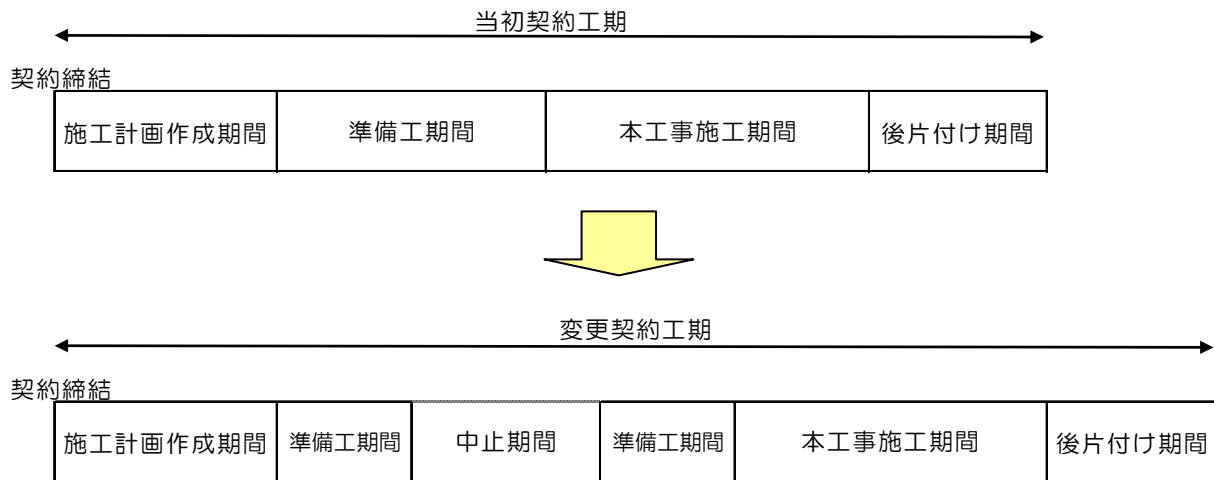 当初契約工期
契約締結
施工計画作成期間 準備工期間 本工事施工期間 後片付け期間
変更契約工期
契約締結
施工計画作成期間 準備工期間 中止期間 準備工期間 本工事施工期間 後片付け期間